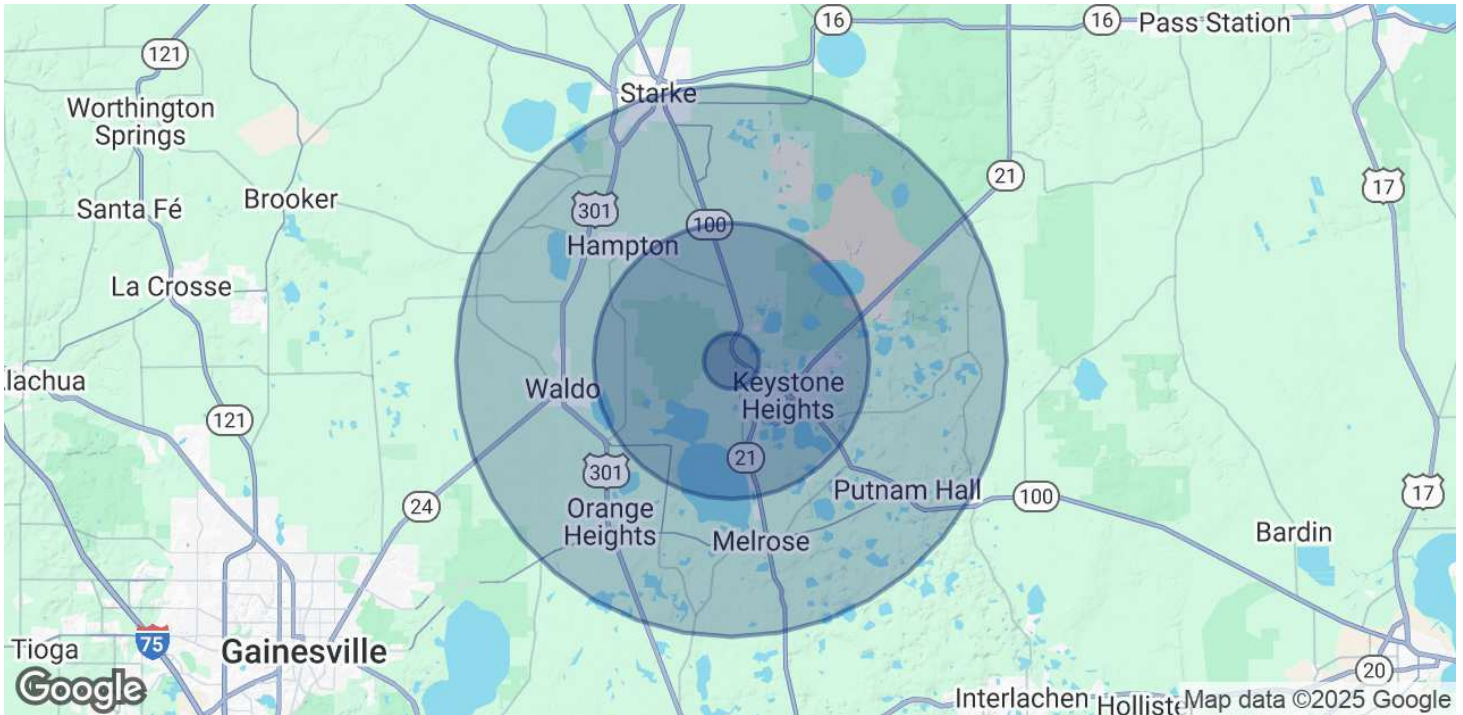 16
16
Pass Station
121
Starke
Worthington
Springs
21
17
Brooker
Santa Fé
301
100
Hampton
La Crosse
Keystone
Heights
Waldo
lachua
121
21
301
Putnam Hall
100
17
24
Orange
Heights
Melrose
Bardin
75
Tioga
Gainesville
20
Google
Interlachen
Holliste
Map data ©2025 Google